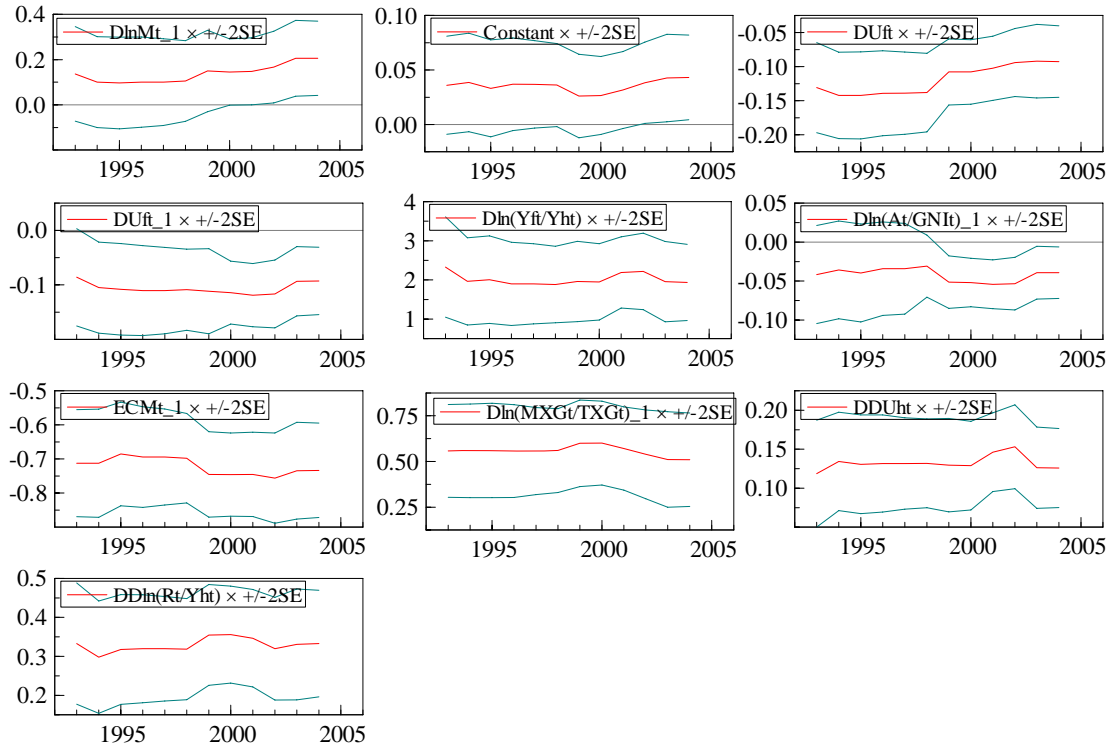 DlnMt_1 × +/-2SE
0.4
0.2
0.0
1995 2000 2005
Constant × +/-2SE
0.10
0.05
0.00
1995 2000 2005
DUft × +/-2SE
-0.05
-0.10
-0.15
-0.20
1995 2000 2005
DUft_1 × +/-2SE
0.0
-0.1
1995 2000 2005
Dln(Yft/Yht) × +/-2SE
4
3
2
1
1995 2000 2005
Dln(At/GNIt)_1 × +/-2SE
0.05
0.00
-0.05
-0.10
1995 2000 2005
ECMt_1 × +/-2SE
-0.5
-0.6
-0.7
-0.8
1995 2000 2005
Dln(MXGt/TXGt)_1 × +/-2SE
0.75
0.50
0.25
1995 2000 2005
DDUht × +/-2SE
0.20
0.15
0.10
1995 2000 2005
DDln(Rt/Yht) × +/-2SE
0.5
0.4
0.3
0.2
1995 2000 2005